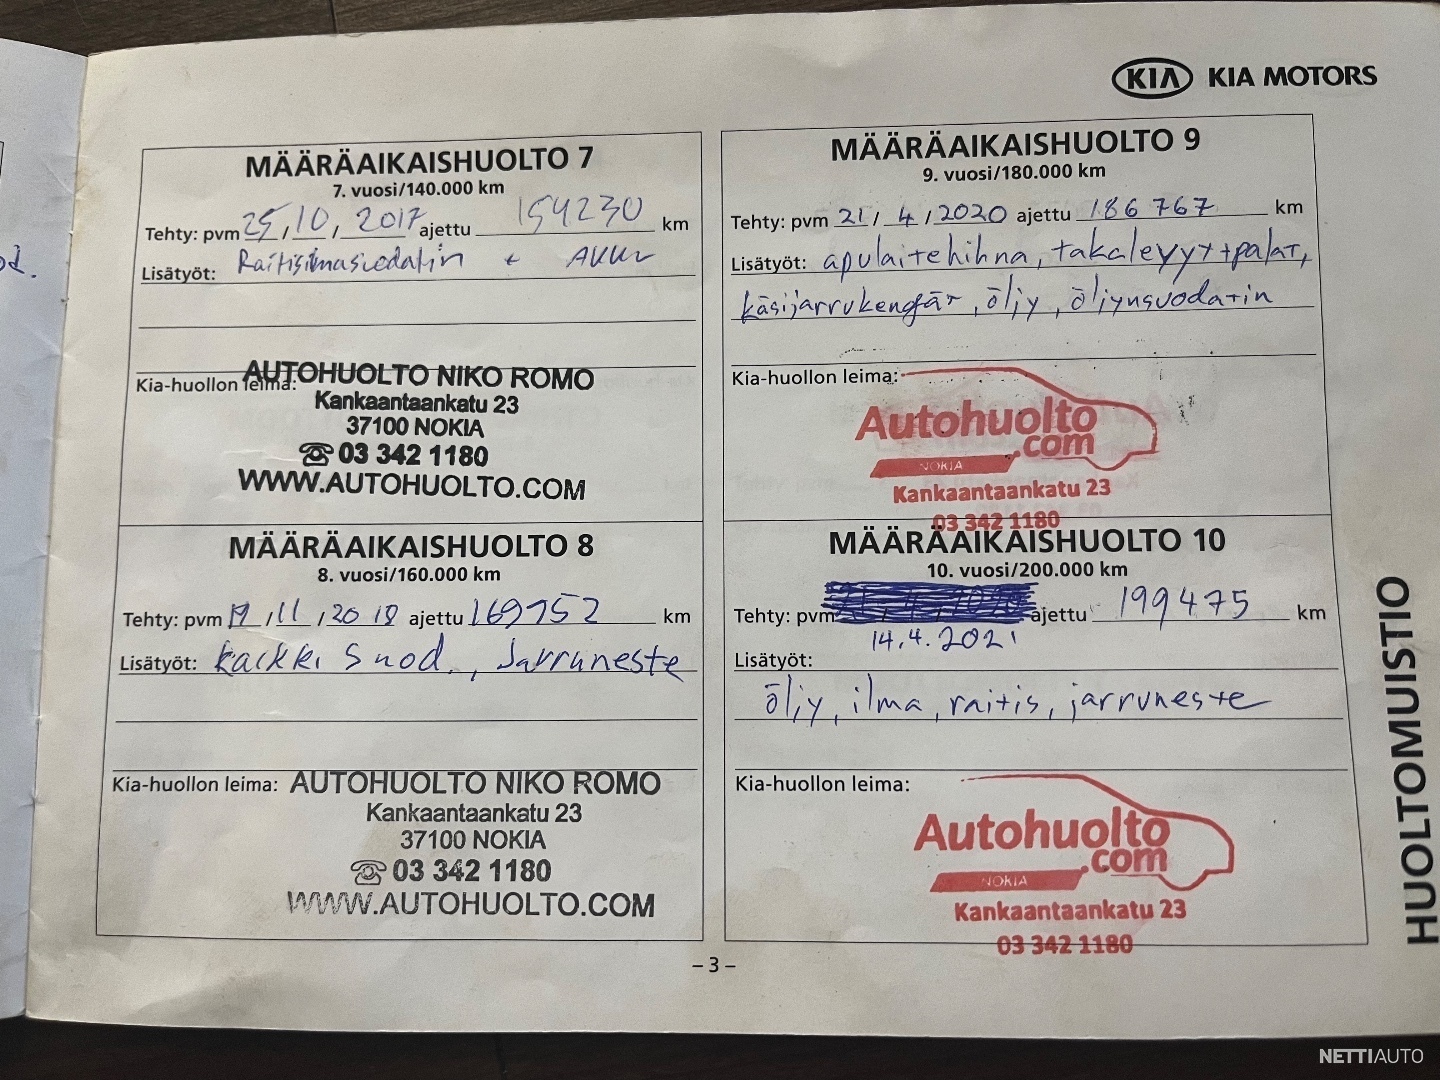 od.
KIA KIA MOTORS
MÄÄRÄAIKAISHUOLTO 7
7. vuosi/140.000 km
Tehty: pvm 25 / 10 / 2017 ajettu 154230 km
Lisätyöt: Raitisilmasuodatin + AKKU
Kia-huollon leima:
AUTOHUOLTO NIKO ROMO
Kankaantaankatu 23
37100 NOKIA
☎ 03 342 1180
WWW.AUTOHUOLTO.COM
MÄÄRÄAIKAISHUOLTO 8
8. vuosi/160.000 km
Tehty: pvm 19 / 11 / 2018 ajettu 169752 km
Lisätyöt: kaikki suod., Jarruneste
Kia-huollon leima: AUTOHUOLTO NIKO ROMO
Kankaantaankatu 23
37100 NOKIA
☎ 03 342 1180
WWW.AUTOHUOLTO.COM
MÄÄRÄAIKAISHUOLTO 9
9. vuosi/180.000 km
Tehty: pvm 21 / 4 / 2020 ajettu 186 767 km
Lisätyöt: apulaitehihna, takalevyt+palat,
käsijarrukengät, öljy, öljynsuodatin
Kia-huollon leima:
Autohuolto
.com
NOKIA
Kankaantaankatu 23
03 342 1180
MÄÄRÄAIKAISHUOLTO 10
10. vuosi/200.000 km
Tehty: pvm ajettu 199475 km
14.4.2021
Lisätyöt:
öljy, ilma, raitis, jarruneste
Kia-huollon leima:
Autohuolto
.com
NOKIA
Kankaantaankatu 23
03 342 1180
HUOLTOMUISTIO
– 3 –
NETTIAUTO